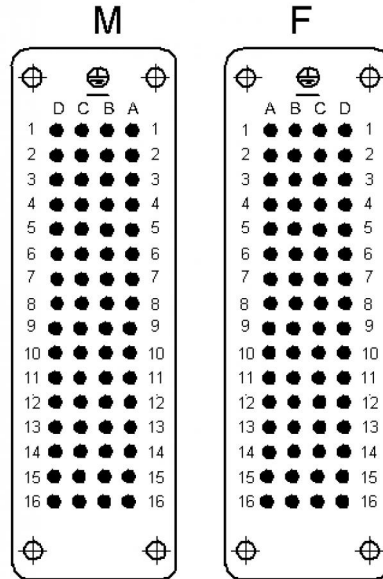 M F
D C B A A B C D
1 1 1 1
2 2 2 2
3 3 3 3
4 4 4 4
5 5 5 5
6 6 6 6
7 7 7 7
8 8 8 8
9 9 9 9
10 10 10 10
11 11 11 11
12 12 12 12
13 13 13 13
14 14 14 14
15 15 15 15
16 16 16 16